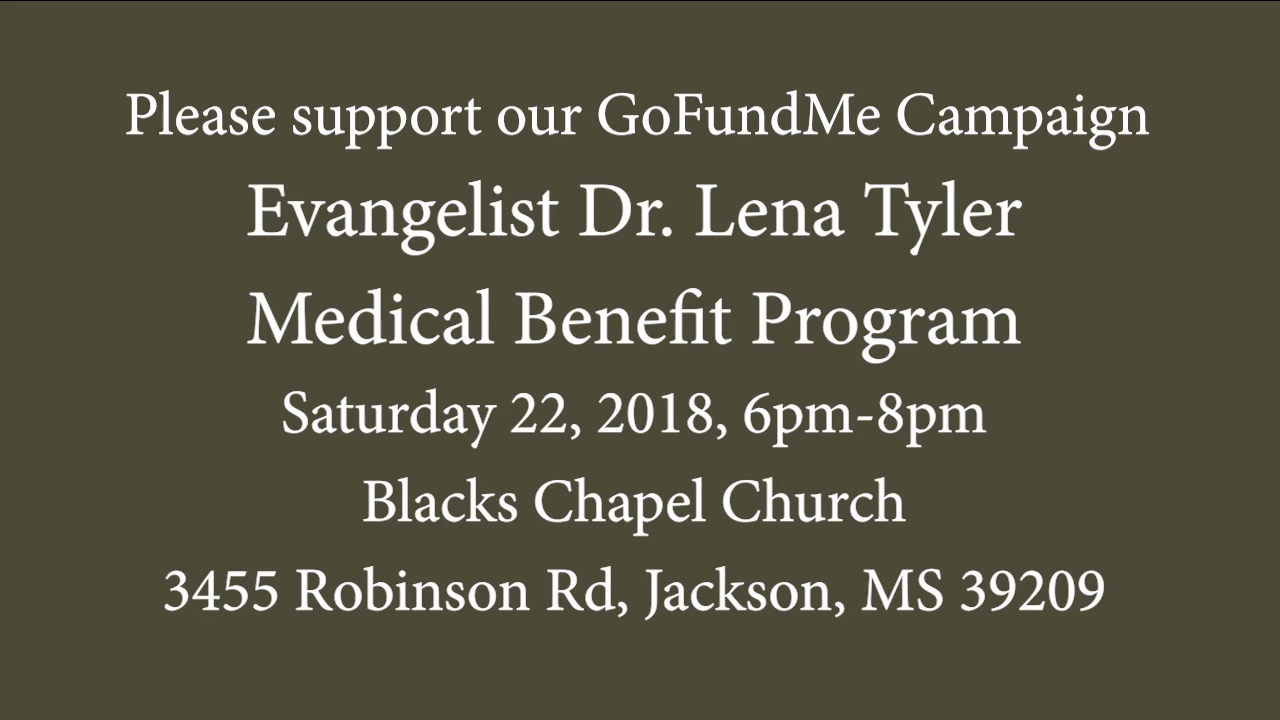 Please support our GoFundMe Campaign
Evangelist Dr. Lena Tyler
Medical Benefit Program
Saturday 22, 2018, 6pm-8pm
Blacks Chapel Church
3455 Robinson Rd, Jackson, MS 39209